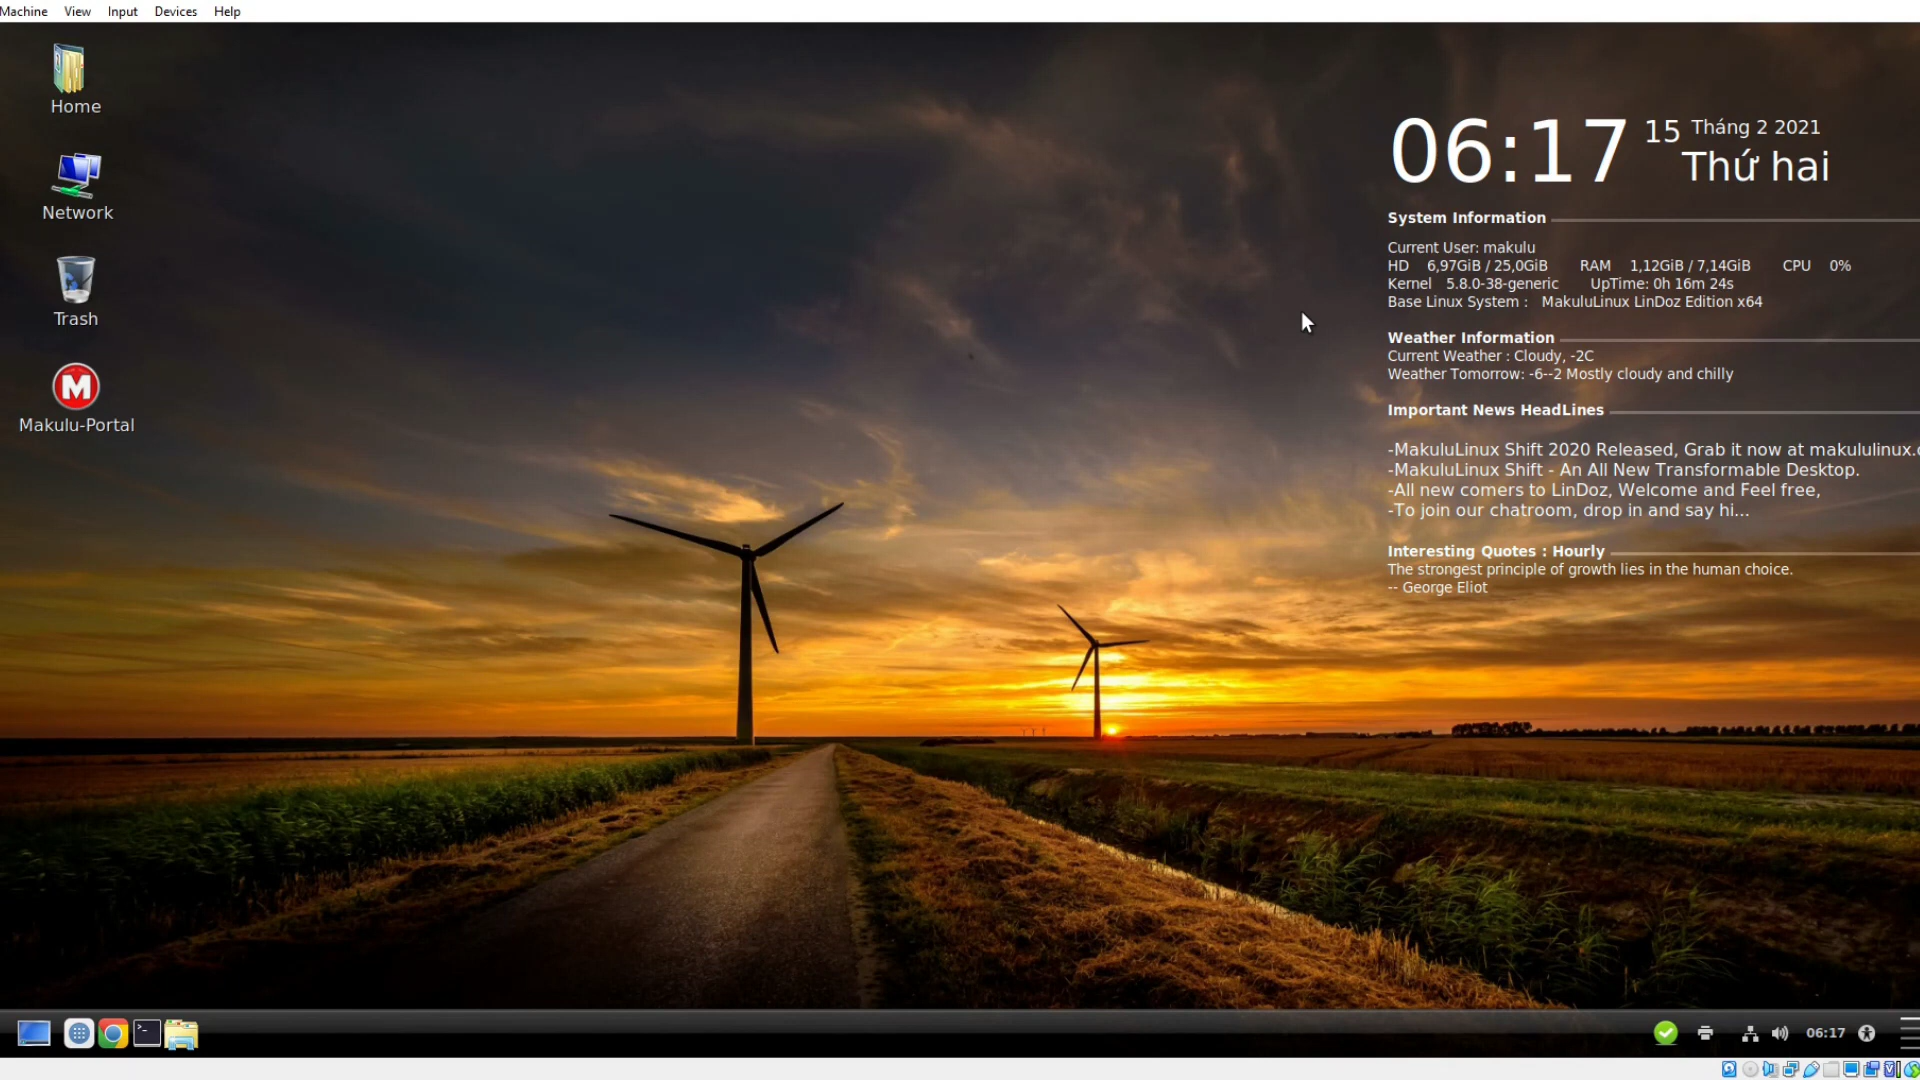 Machine View Input Devices Help
Home
Network
Trash
Makulu-Portal
06:17 15 Tháng 2 2021
Thứ hai
System Information
Current User: makulu
HD 6,97GiB / 25,0GiB RAM 1,12GiB / 7,14GiB CPU 0%
Kernel 5.8.0-38-generic UpTime: 0h 16m 24s
Base Linux System : MakuluLinux LinDoz Edition x64
Weather Information
Current Weather : Cloudy, -2C
Weather Tomorrow: -6--2 Mostly cloudy and chilly
Important News HeadLines
-MakuluLinux Shift 2020 Released, Grab it now at makululinux.c
-MakuluLinux Shift - An All New Transformable Desktop.
-All new comers to LinDoz, Welcome and Feel free,
-To join our chatroom, drop in and say hi...
Interesting Quotes : Hourly
The strongest principle of growth lies in the human choice.
-- George Eliot
06:17